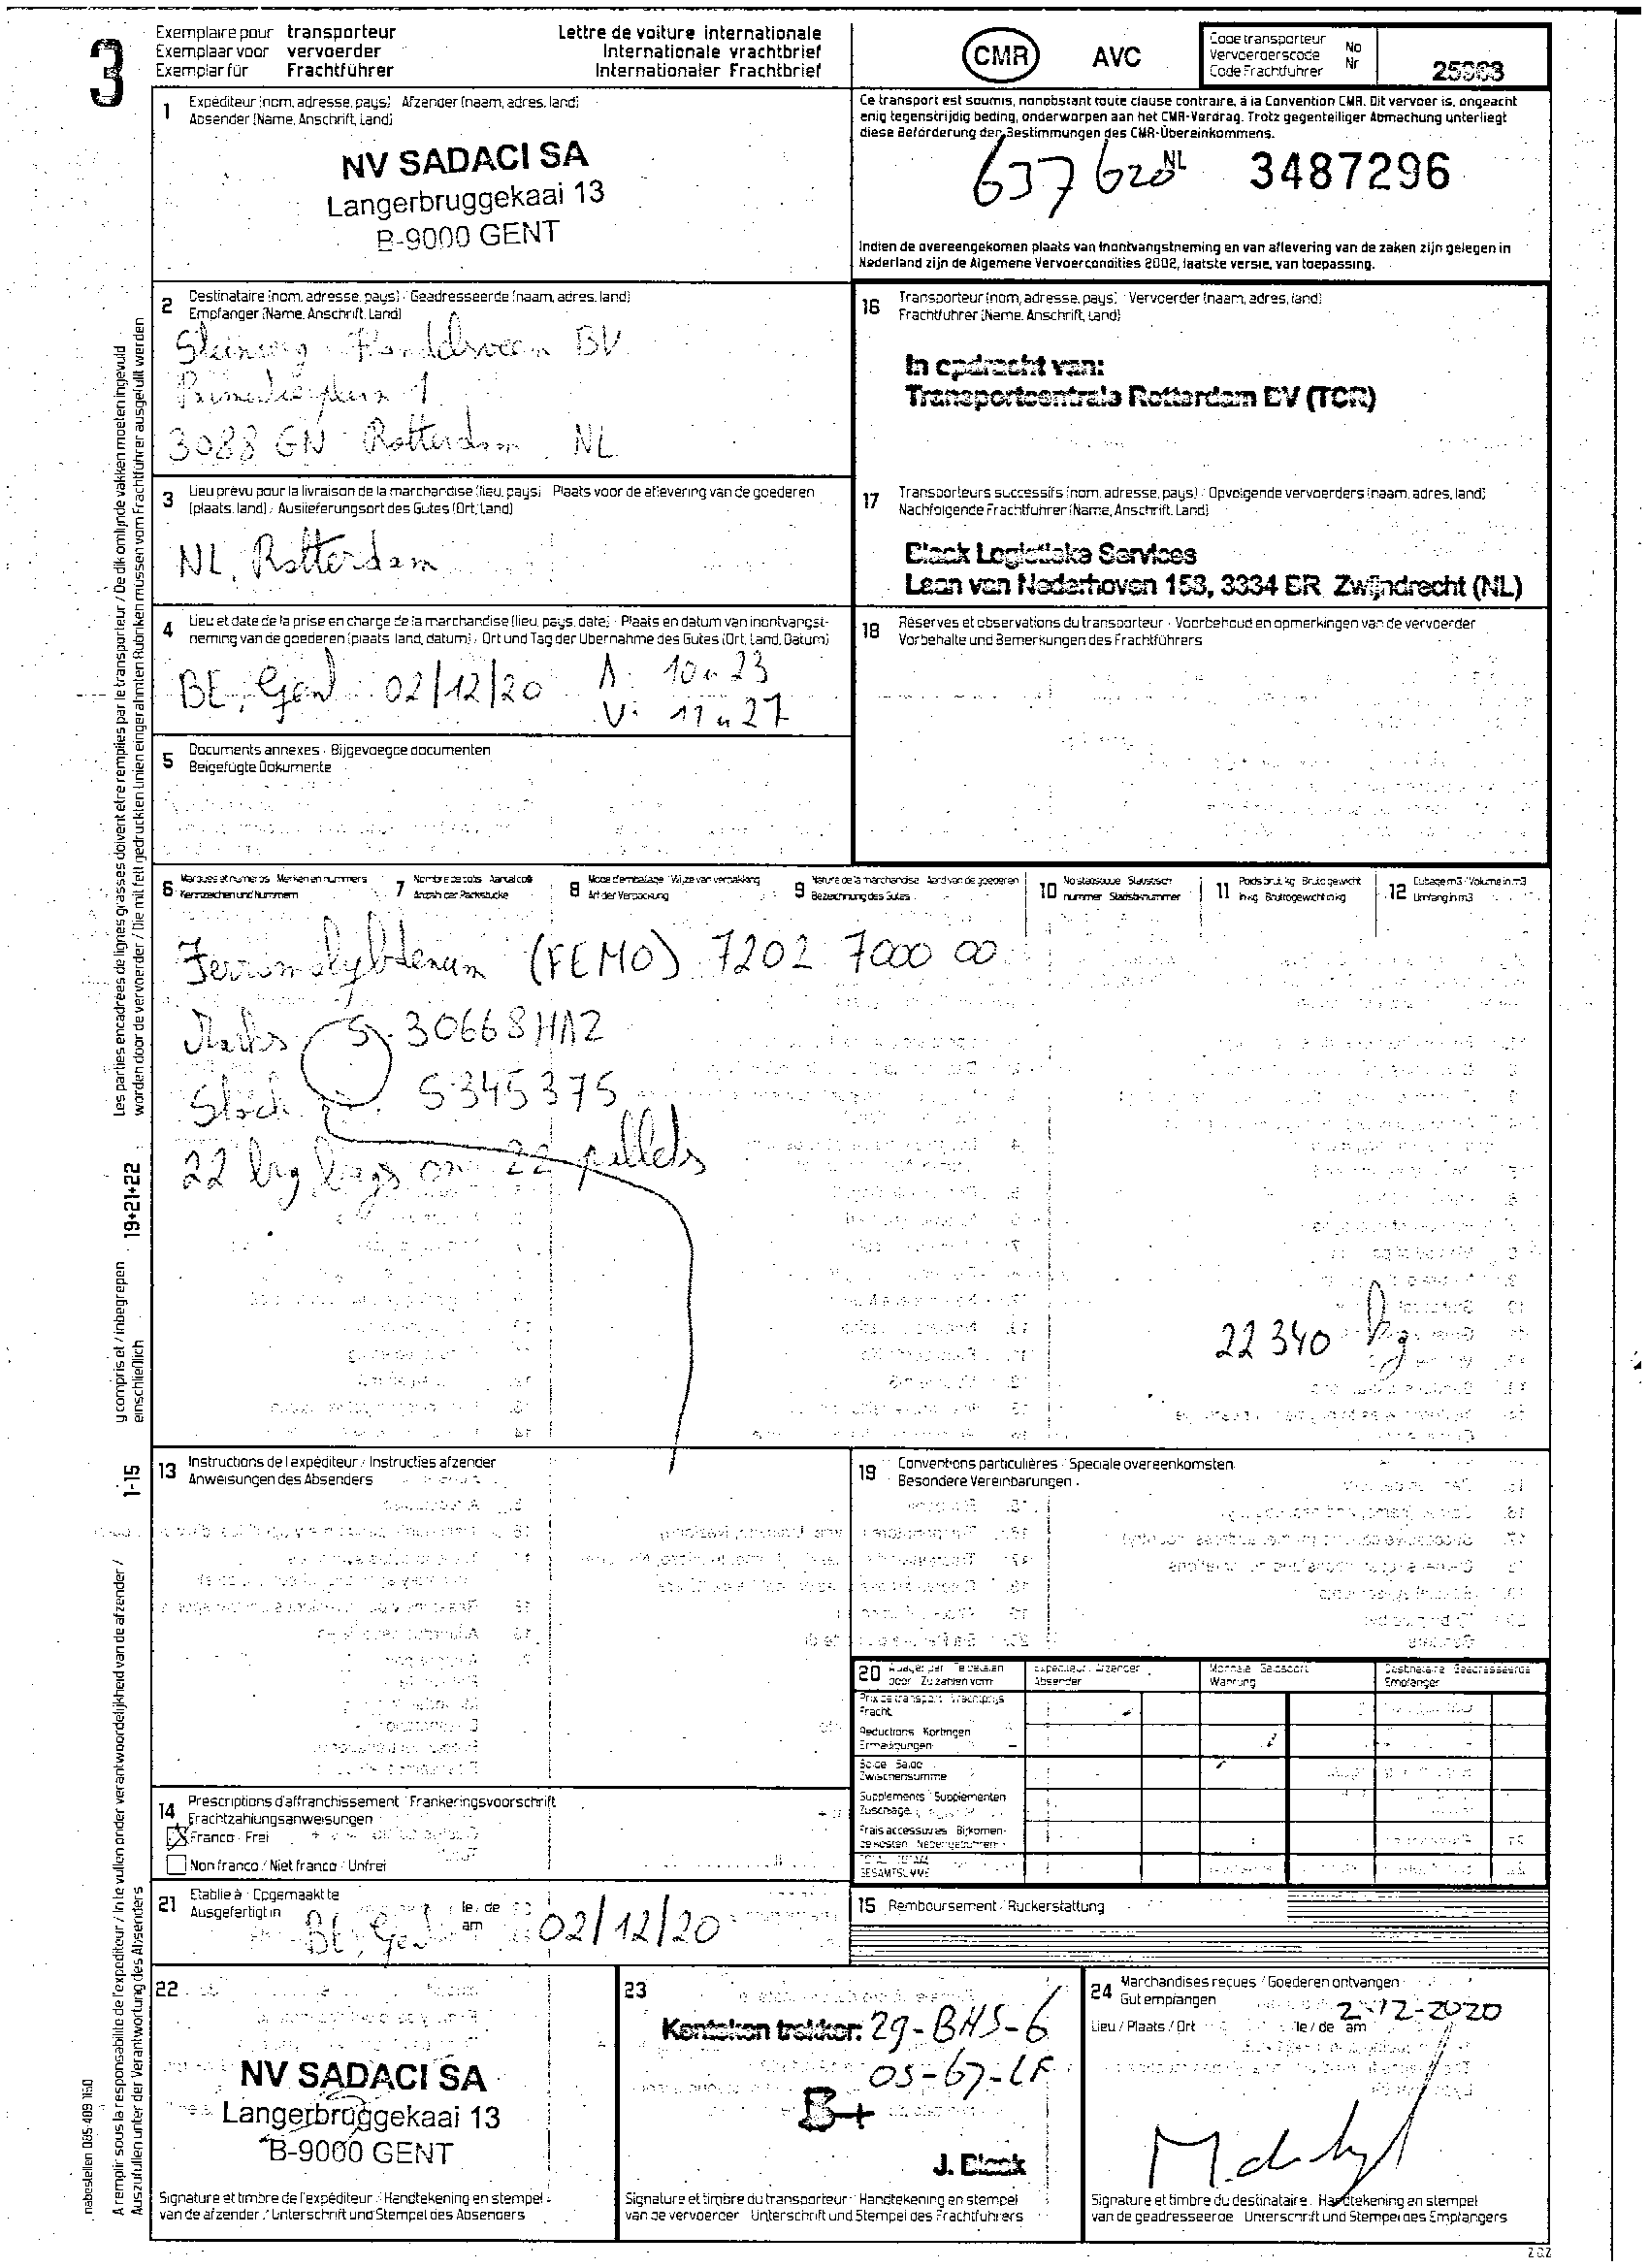 3
Exemplaire pour transporteur
Exemplaar voor vervoerder
Exemplar für Frachtführer
Lettre de voiture internationale
Internationale vrachtbrief
Internationaler Frachtbrief
CMR AVC
Code transporteur
Vervoerderscode
Code Frachtführer
No
Nr
1 Expéditeur (nom, adresse, pays) Afzender (naam, adres, land)
Absender (Name, Anschrift, Land)
NV SADACI SA
Langerbruggekaai 13
B-9000 GENT
Ce transport est soumis, nonobstant toute clause contraire, à la Convention CMR. Dit vervoer is, ongeacht
enig tegenstrijdig beding, onderworpen aan het CMR-Verdrag. Trotz gegenteiliger Abmachung unterliegt
diese Beförderung den Bestimmungen des CMR-Übereinkommens.
637620 NL 3487296
Indien de overeengekomen plaats van inontvangstneming en van aflevering van de zaken zijn gelegen in
Nederland zijn de Algemene Vervoercondities 2002, laatste versie, van toepassing.
2 Destinataire (nom, adresse, pays) Geadresseerde (naam, adres, land)
Empfänger (Name, Anschrift, Land)
BV
1
3088 GN Rotterdam NL
16 Transporteur (nom, adresse, pays) Vervoerder (naam, adres, land)
Frachtführer (Name, Anschrift, Land)
In opdracht van:
Transportcentrale Rotterdam BV (TCR)
3 Lieu prévu pour la livraison de la marchandise (lieu, pays) Plaats voor de aflevering van de goederen
(plaats, land) Auslieferungsort des Gutes (Ort, Land)
NL, Rotterdam
17 Transporteurs successifs (nom, adresse, pays) Opvolgende vervoerders (naam, adres, land)
Nachfolgende Frachtführer (Name, Anschrift, Land)
Logistieke Services
Laan van Nederhoven 153, 3334 BR Zwijndrecht (NL)
4 Lieu et date de la prise en charge de la marchandise (lieu, pays, date) Plaats en datum van inontvangst-
neming van de goederen (plaats, land, datum) Ort und Tag der Übernahme des Gutes (Ort, Land, Datum)
BE, Gent 02/12/20 A: 10u23
V: 11u27
18 Réserves et observations du transporteur Voorbehoud en opmerkingen van de vervoerder
Vorbehalte und Bemerkungen des Frachtführers
5 Documents annexes Bijgevoegde documenten
Beigefügte Dokumente
6 Marques et numéros Merken en nummers
Kennzeichen und Nummern
7 Nombre de colis Aantal colli
Anzahl der Packstücke
8 Mode d'emballage Wijze van verpakking
Art der Verpackung
9 Nature de la marchandise Aard van de goederen
Bezeichnung des Gutes
10 No statistique Statistisch
nummer Statistiknummer
11 Poids brut, kg Bruto gewicht
in kg Bruttogewicht in kg
12 Cubage m3 Volume in m3
Umfang in m3
Ferromolybdenum (FEMO) 7202 7000 00
Marks S. 30668HA2
Stock S345375
22 big bags on 22 pallets
22340 kg
13 Instructions de l'expéditeur / Instructies afzender
Anweisungen des Absenders
19 Conventions particulières Speciale overeenkomsten
Besondere Vereinbarungen
20 A payer par Te betalen
door Zu zahlen vom
Expéditeur Afzender
Absender
Monnaie Geldsoort
Währung
Destinataire Geadresseerde
Empfänger
Prix de transport Vrachtprijs
Fracht
Réductions Kortingen
Ermäßigungen
Solde Saldo
Zwischensumme
Suppléments Supplementen
Zuschläge
Frais accessoires Bijkomen-
de kosten Nebengebühren
GESAMTSUMME
14 Prescriptions d'affranchissement Frankeringsvoorschrift
Frachtzahlungsanweisungen
X Franco Frei
Non franco / Niet franco / Unfrei
21 Etablie à Opgemaakt te
Ausgefertigt in
le de
am
BE, Gent 02/12/20
15 Remboursement Rückerstattung
22
NV SADACI SA
Langerbruggekaai 13
B-9000 GENT
Signature et timbre de l'expéditeur Handtekening en stempel
van de afzender / Unterschrift und Stempel des Absenders
23
Kenteken trekker: 29-BHS-6
05-67-LF
B+
Signature et timbre du transporteur Handtekening en stempel
van de vervoerder Unterschrift und Stempel des Frachtführers
24 Marchandises reçues / Goederen ontvangen
Gut empfangen
Lieu / Plaats / Ort le / de am
2-12-2020
Signature et timbre du destinataire Handtekening en stempel
van de geadresseerde Unterschrift und Stempel des Empfängers
Les parties encadrées de lignes grasses doivent être remplies par le transporteur / De dik omlijnde vakken moeten ingevuld
worden door de vervoerder / Die mit fett gedruckten Linien eingerahmten Rubriken müssen vom Frachtführer ausgefüllt werden
19+21+22
y compris et / inbegrepen
einschließlich
1-15
A remplir sous la responsabilité de l'expéditeur / In te vullen onder verantwoordelijkheid van de afzender /
Auszufüllen unter der Verantwortung des Absenders
nabestellen 085 409 1160